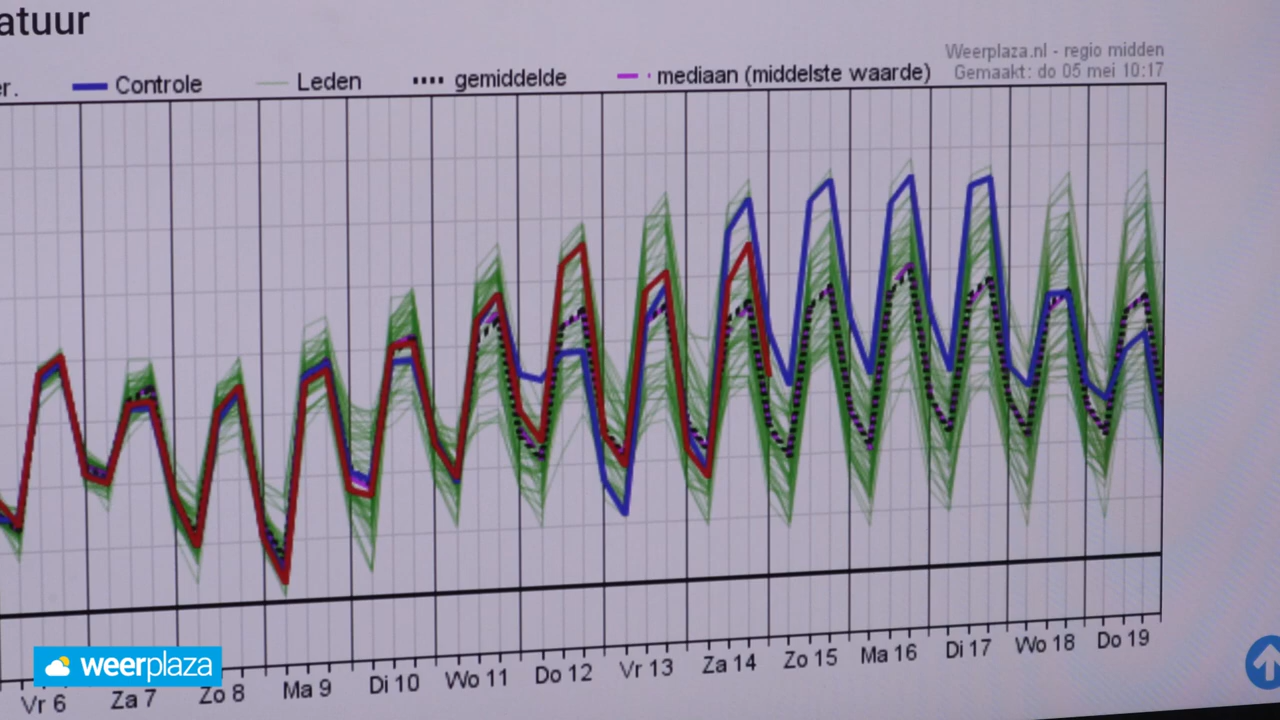 atuur
er.
Controle
Leden
gemiddelde
mediaan (middelste waarde)
Weerplaza.nl - regio midden
Gemaakt: do 05 mei 10:17
Vr 6
Za 7
Zo 8
Ma 9
Di 10
Wo 11
Do 12
Vr 13
Za 14
Zo 15
Ma 16
Di 17
Wo 18
Do 19
weerplaza